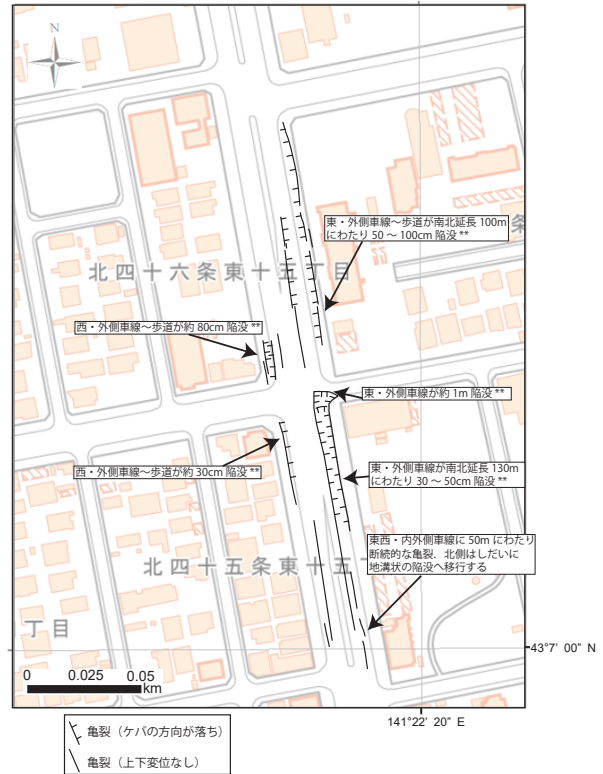 N
東・外側車線～歩道が南北延長 100m
にわたり 50 ～ 100cm 陥没 **
条
北四十六条東十五丁目
西・外側車線～歩道が約 80cm 陥没 **
東・外側車線が約 1m 陥没 **
西・外側車線～歩道が約 30cm 陥没 **
東・外側車線が南北延長 130m
にわたり 30 ～ 50cm 陥没 **
東西・内外側車線に 50m にわたり
断続的な亀裂．北側はしだいに
地溝状の陥没へ移行する
北四十五条東十五丁
丁目
43°7' 00" N
0 0.025 0.05
km
141°22' 20" E
亀裂（ケバの方向が落ち）
亀裂（上下変位なし）